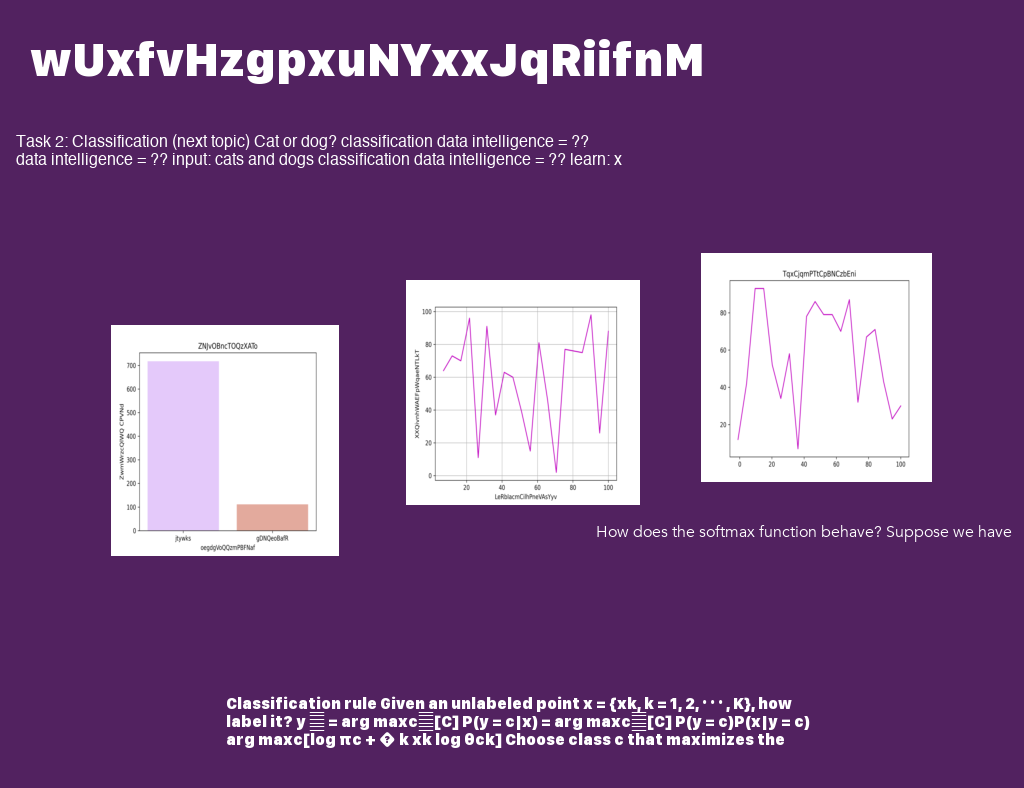 wUxfvHzgpxuNYxxJqRiifnM
Task 2: Classification (next topic) Cat or dog? classification data intelligence = ??
data intelligence = ?? input: cats and dogs classification data intelligence = ?? learn: x
ZNJvOBncTOQzXATo
700
600
500
400
300
200
100
0
jtywks
gDNQeoBafR
oegdgVoQQzmPBFNaf
100
80
60
40
20
0
20
40
60
80
100
LeRbIacmCilhPneVAsYyv
TqxCjqmPTtCpBNCzbEni
80
60
40
20
0
20
40
60
80
100
How does the softmax function behave? Suppose we have
Classification rule Given an unlabeled point x = {xk, k = 1, 2, · · · , K}, how
label it? y = arg maxc [C] P(y = c|x) = arg maxc [C] P(y = c)P(x|y = c)
arg maxc[log πc + � k xk log θck] Choose class c that maximizes the